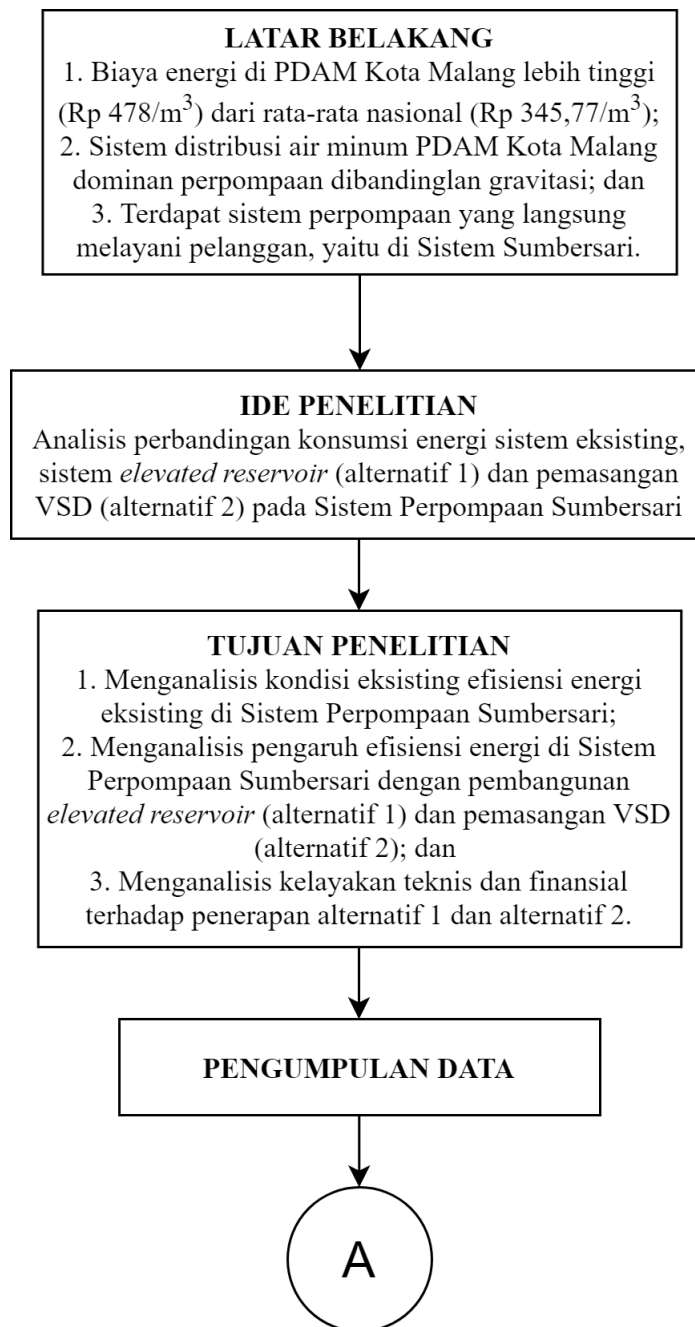 LATAR BELAKANG
1. Biaya energi di PDAM Kota Malang lebih tinggi
(Rp 478/m³) dari rata-rata nasional (Rp 345,77/m³);
2. Sistem distribusi air minum PDAM Kota Malang
dominan perpompaan dibandinglan gravitasi; dan
3. Terdapat sistem perpompaan yang langsung
melayani pelanggan, yaitu di Sistem Sumbersari.
IDE PENELITIAN
Analisis perbandingan konsumsi energi sistem eksisting,
sistem elevated reservoir (alternatif 1) dan pemasangan
VSD (alternatif 2) pada Sistem Perpompaan Sumbersari
TUJUAN PENELITIAN
1. Menganalisis kondisi eksisting efisiensi energi
eksisting di Sistem Perpompaan Sumbersari;
2. Menganalisis pengaruh efisiensi energi di Sistem
Perpompaan Sumbersari dengan pembangunan
elevated reservoir (alternatif 1) dan pemasangan VSD
(alternatif 2); dan
3. Menganalisis kelayakan teknis dan finansial
terhadap penerapan alternatif 1 dan alternatif 2.
PENGUMPULAN DATA
A